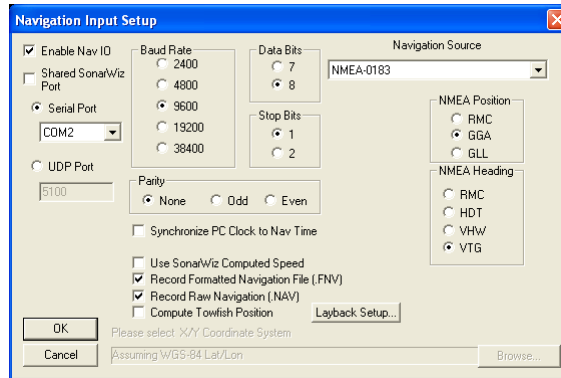 Navigation Input Setup
Enable Nav IO
Shared SonarWiz
Port
Serial Port
COM2
UDP Port
5100
Baud Rate
2400
4800
9600
19200
38400
Data Bits
7
8
Stop Bits
1
2
Parity
None
Odd
Even
Navigation Source
NMEA-0183
NMEA Position
RMC
GGA
GLL
NMEA Heading
RMC
HDT
VHW
VTG
Synchronize PC Clock to Nav Time
Use SonarWiz Computed Speed
Record Formatted Navigation File (.FNV)
Record Raw Navigation (.NAV)
Compute Towfish Position
Layback Setup...
OK
Please select X/Y Coordinate System
Cancel
Assuming WGS-84 Lat/Lon
Browse...